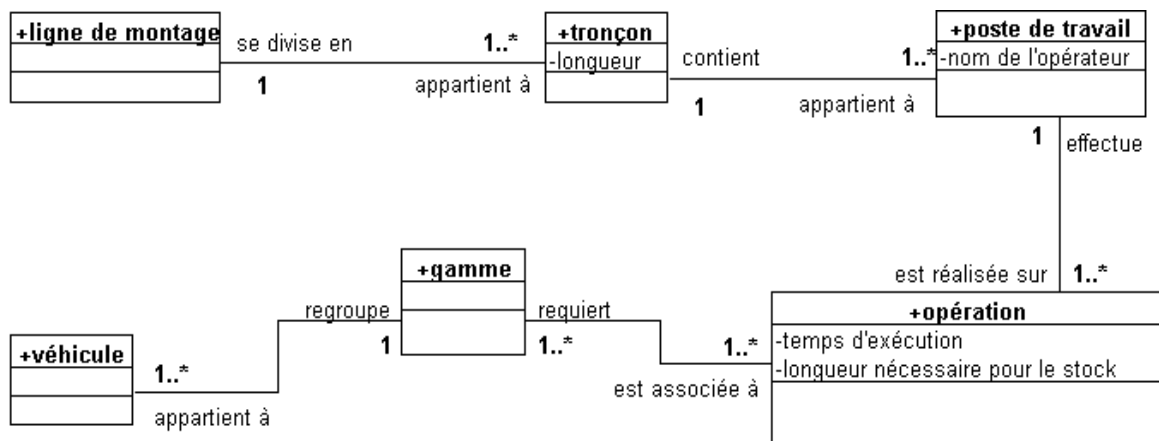 +ligne de montage
se divise en
1
1..*
appartient à
+tronçon
-longueur
contient
1
1..*
appartient à
+poste de travail
-nom de l'opérateur
1
effectue
est réalisée sur
1..*
+opération
-temps d'exécution
-longueur nécessaire pour le stock
+gamme
regroupe
1
requiert
1..*
1..*
est associée à
+véhicule
1..*
appartient à